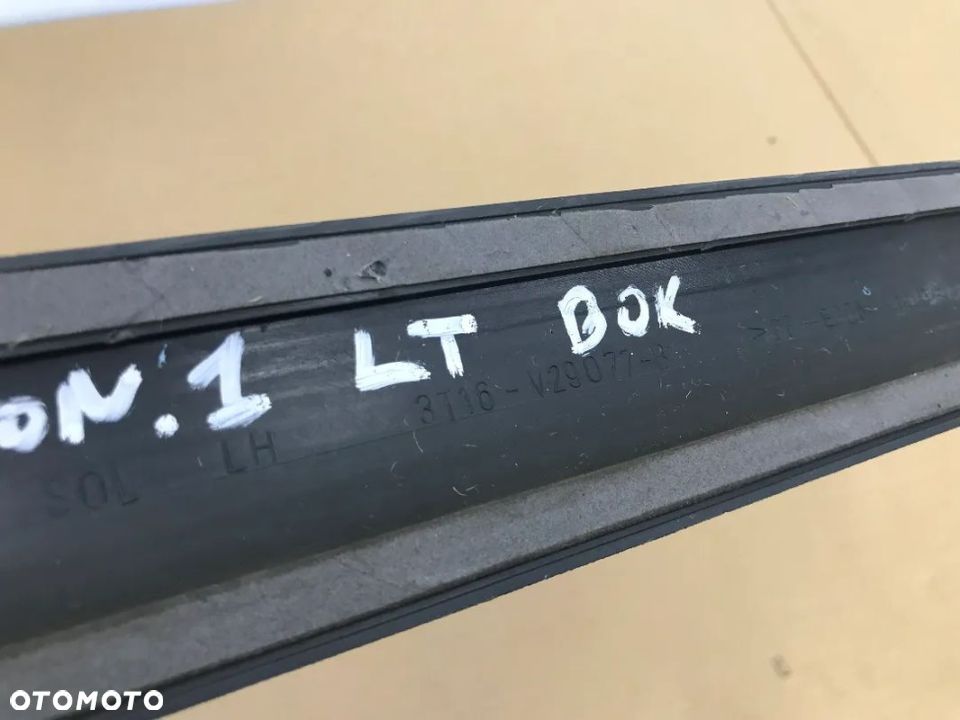 ON.1 LT BOK
SOL LH 3T16-V29077-B
OTOMOTO